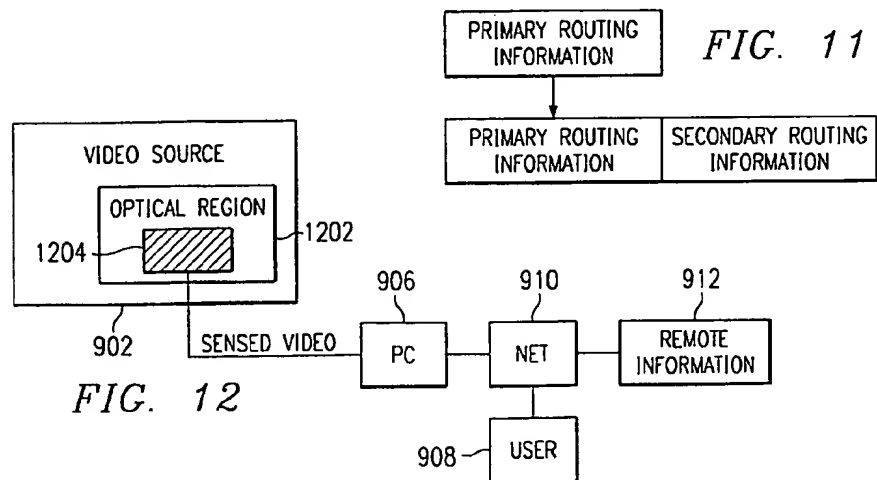 PRIMARY ROUTING
INFORMATION
FIG. 11
PRIMARY ROUTING
INFORMATION
SECONDARY ROUTING
INFORMATION
VIDEO SOURCE
OPTICAL REGION
1204
1202
902
SENSED VIDEO
906
PC
910
NET
912
REMOTE
INFORMATION
908
USER
FIG. 12